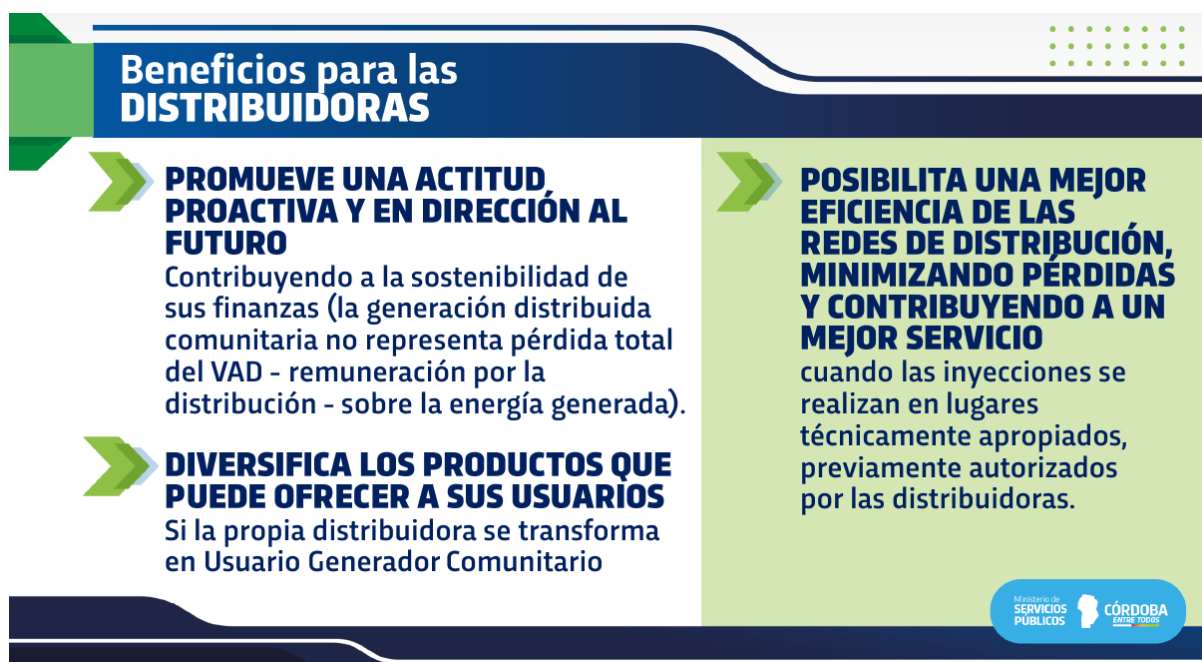 Beneficios para las
DISTRIBUIDORAS
PROMUEVE UNA ACTITUD
PROACTIVA Y EN DIRECCIÓN AL
FUTURO
Contribuyendo a la sostenibilidad de
sus finanzas (la generación distribuida
comunitaria no representa pérdida total
del VAD - remuneración por la
distribución - sobre la energía generada).
DIVERSIFICA LOS PRODUCTOS QUE
PUEDE OFRECER A SUS USUARIOS
Si la propia distribuidora se transforma
en Usuario Generador Comunitario
POSIBILITA UNA MEJOR
EFICIENCIA DE LAS
REDES DE DISTRIBUCIÓN,
MINIMIZANDO PÉRDIDAS
Y CONTRIBUYENDO A UN
MEJOR SERVICIO
cuando las inyecciones se
realizan en lugares
técnicamente apropiados,
previamente autorizados
por las distribuidoras.
Ministerio de
SERVICIOS
PÚBLICOS
CÓRDOBA
ENTRE TODOS